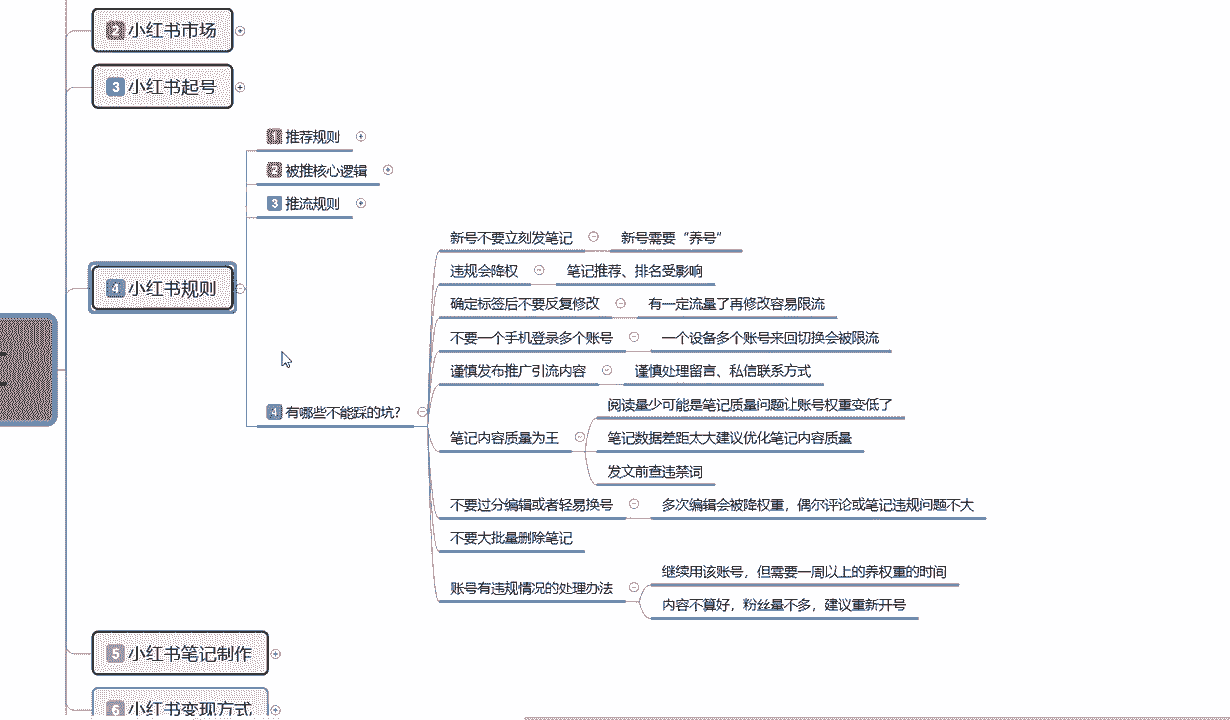 2 小红书市场
3 小红书起号
4 小红书规则
1 推荐规则
2 被推核心逻辑
3 推流规则
4 有哪些不能踩的坑?
新号不要立刻发笔记
新号需要“养号”
违规会降权
笔记推荐、排名受影响
确定标签后不要反复修改
有一定流量了再修改容易限流
不要一个手机登录多个账号
一个设备多个账号来回切换会被限流
谨慎发布推广引流内容
谨慎处理留言、私信联系方式
笔记内容质量为王
阅读量少可能是笔记质量问题让账号权重变低了
笔记数据差距太大建议优化笔记内容质量
发文前查违禁词
不要过分编辑或者轻易换号
多次编辑会被降权重，偶尔评论或笔记违规问题不大
不要大批量删除笔记
账号有违规情况的处理办法
继续用该账号，但需要一周以上的养权重的时间
内容不算好，粉丝量不多，建议重新开号
5 小红书笔记制作
6 小红书变现方式